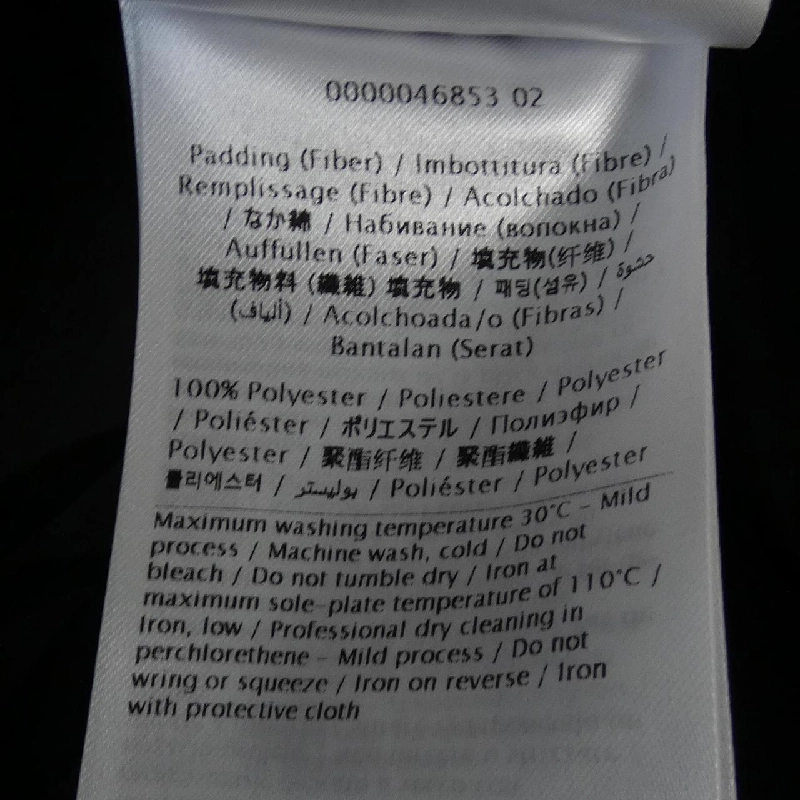 0000046853 02
Padding (Fiber) / Imbottitura (Fibre) /
Remplissage (Fibre) / Acolchado (Fibra)
/ なか綿 / Набивание (волокна) /
Auffullen (Faser) / 填充物(纤维) /
填充物料 (纖維) 填充物 / 패딩(섬유) / حشوة
(ألياف) / Acolchoada/o (Fibras) /
Bantalan (Serat)
100% Polyester / Poliestere / Polyester
/ Poliéster / ポリエステル / Полиэфир /
Polyester / 聚酯纤维 / 聚酯纖維 /
폴리에스터 / بوليستر / Poliéster / Polyester
Maximum washing temperature 30°C - Mild
process / Machine wash, cold / Do not
bleach / Do not tumble dry / Iron at
maximum sole-plate temperature of 110°C /
Iron, low / Professional dry cleaning in
perchlorethene - Mild process / Do not
wring or squeeze / Iron on reverse / Iron
with protective cloth